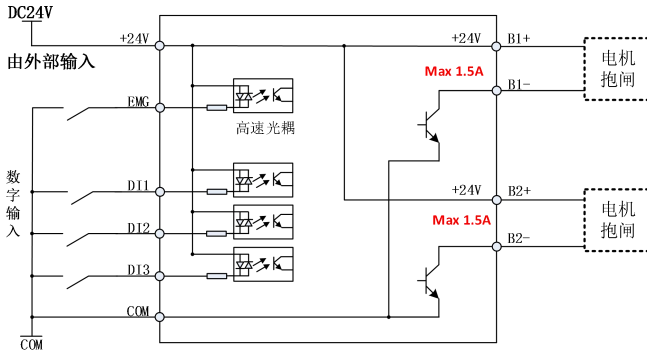 DC24V
+24V
+24V
B1+
由外部输入
Max 1.5A
电机
抱闸
B1-
EMG
高速光耦
数字输入
DI1
+24V
B2+
Max 1.5A
电机
抱闸
DI2
B2-
DI3
COM
COM